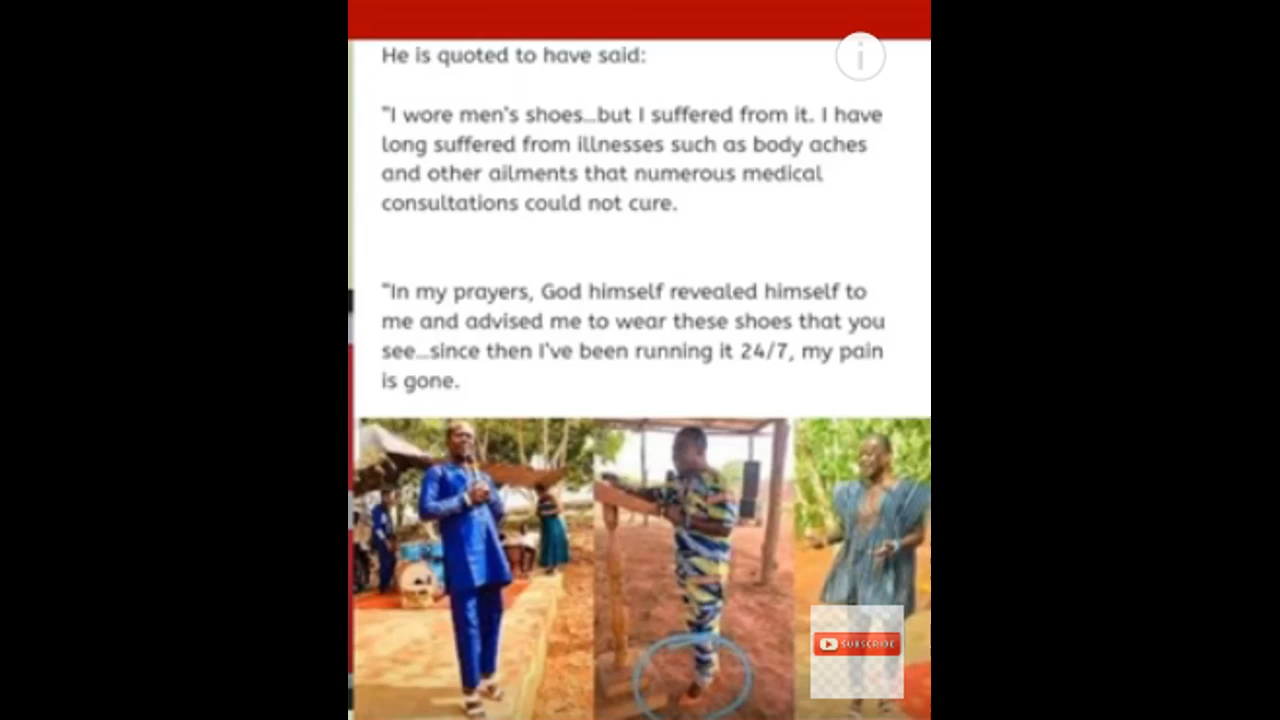 He is quoted to have said:
"I wore men's shoes...but I suffered from it. I have
long suffered from illnesses such as body aches
and other ailments that numerous medical
consultations could not cure.
"In my prayers, God himself revealed himself to
me and advised me to wear these shoes that you
see...since then I've been running it 24/7, my pain
is gone.
SUBSCRIBE